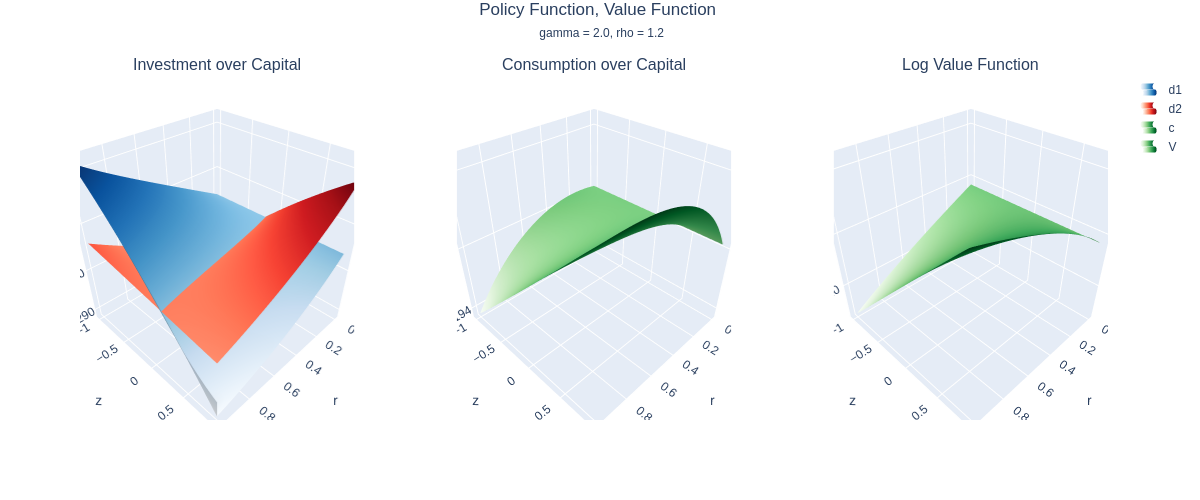 Policy Function, Value Function
gamma = 2.0, rho = 1.2
Investment over Capital
Consumption over Capital
Log Value Function
d1
d2
c
V
−1
−0.5
0
0.5
z
0.2
0.4
0.6
0.8
r
−1
−0.5
0
0.5
z
0
0.2
0.4
0.6
0.8
r
−1
−0.5
0
0.5
z
0.2
0.4
0.6
0.8
r